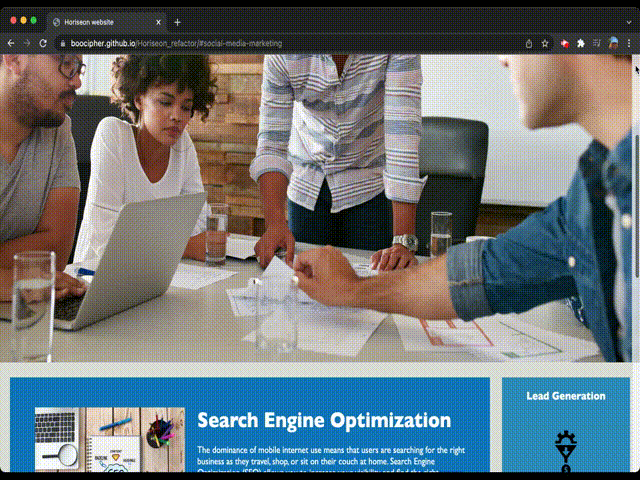 Horiseon website
boocipher.github.io/Horiseon_refactor/#social-media-marketing
Search Engine Optimization
The dominance of mobile internet use means that users are searching for the right
business as they travel, shop, or sit on their couch at home. Search Engine
Lead Generation